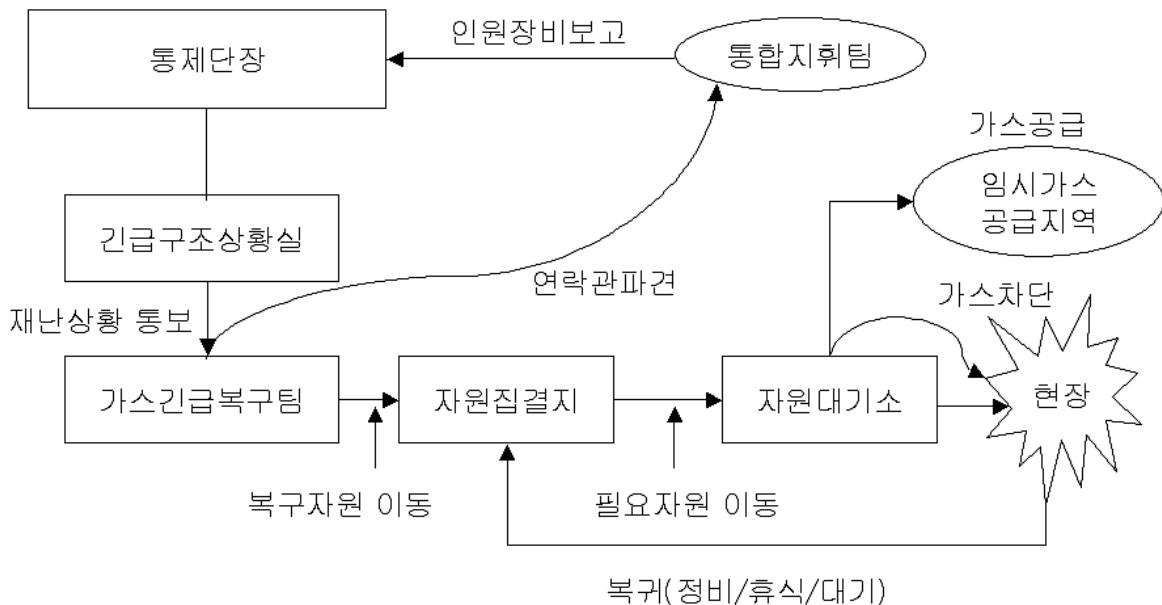 인원장비보고
통제단장
통합지휘팀
가스공급
임시가스
공급지역
긴급구조상황실
연락관파견
가스차단
재난상황 통보
가스긴급복구팀
자원집결지
자원대기소
현장
복구자원 이동
필요자원 이동
복귀(정비/휴식/대기)